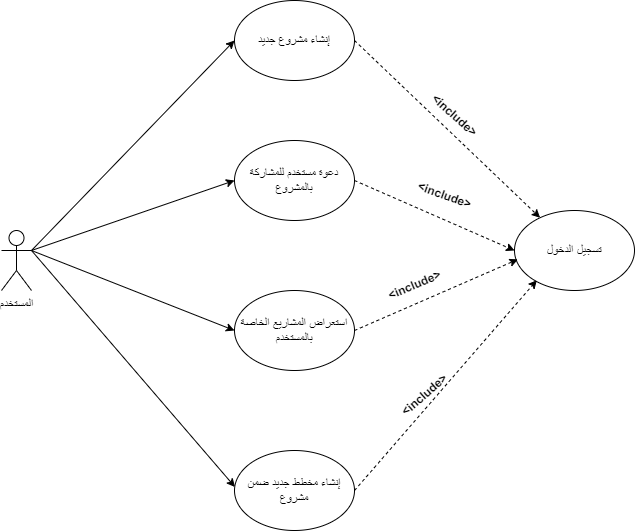 إنشاء مشروع جديد
<include>
دعوة مستخدم للمشاركة
بالمشروع
<include>
تسجيل الدخول
المستخدم
<include>
استعراض المشاريع الخاصة
بالمستخدم
<include>
إنشاء مخطط جديد ضمن
مشروع